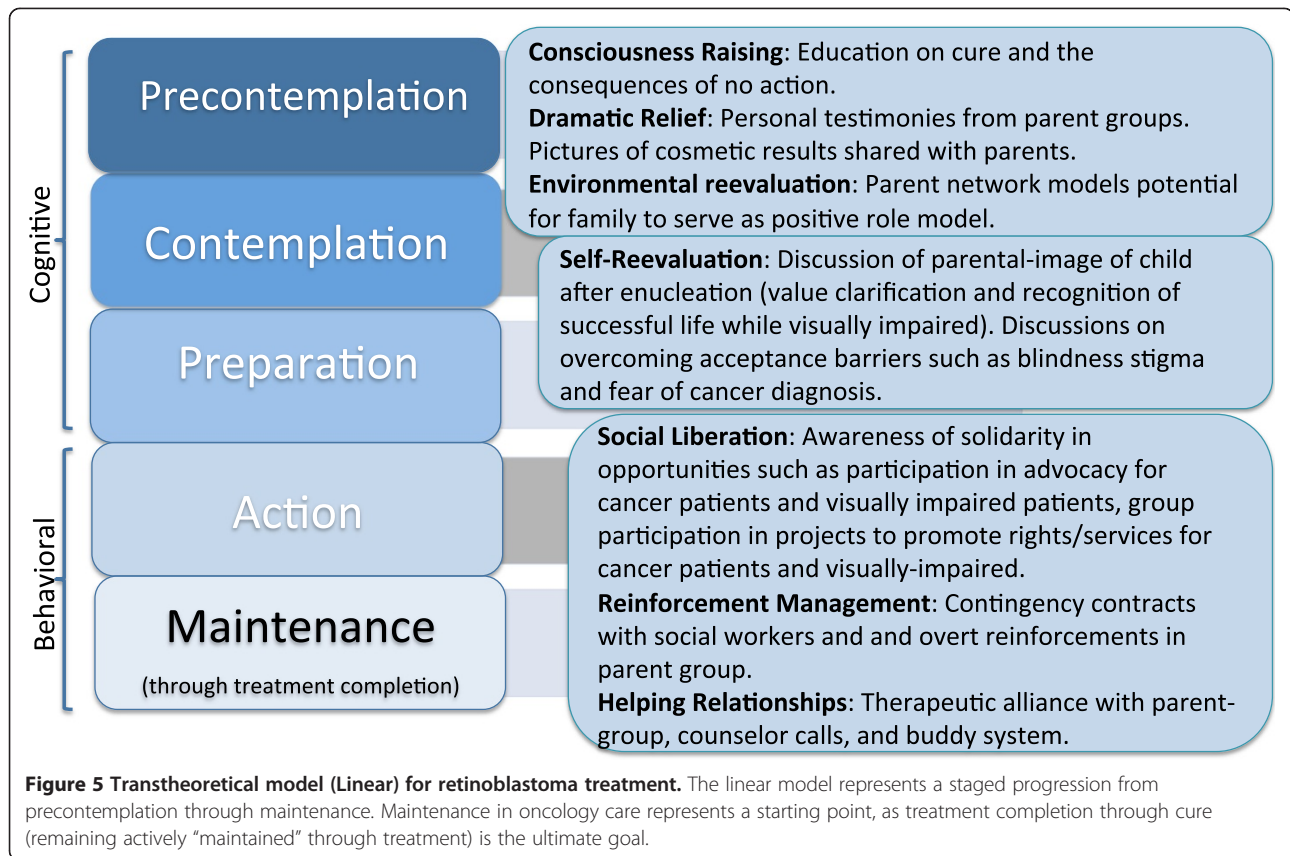 Cognitive
Precontemplation
Contemplation
Preparation
Behavioral
Action
Maintenance
(through treatment completion)
Consciousness Raising: Education on cure and the
consequences of no action.
Dramatic Relief: Personal testimonies from parent groups.
Pictures of cosmetic results shared with parents.
Environmental reevaluation: Parent network models potential
for family to serve as positive role model.
Self-Reevaluation: Discussion of parental-image of child
after enucleation (value clarification and recognition of
successful life while visually impaired). Discussions on
overcoming acceptance barriers such as blindness stigma
and fear of cancer diagnosis.
Social Liberation: Awareness of solidarity in
opportunities such as participation in advocacy for
cancer patients and visually impaired patients, group
participation in projects to promote rights/services for
cancer patients and visually-impaired.
Reinforcement Management: Contingency contracts
with social workers and and overt reinforcements in
parent group.
Helping Relationships: Therapeutic alliance with parent-
group, counselor calls, and buddy system.
Figure 5 Transtheoretical model (Linear) for retinoblastoma treatment. The linear model represents a staged progression from
precontemplation through maintenance. Maintenance in oncology care represents a starting point, as treatment completion through cure
(remaining actively “maintained” through treatment) is the ultimate goal.